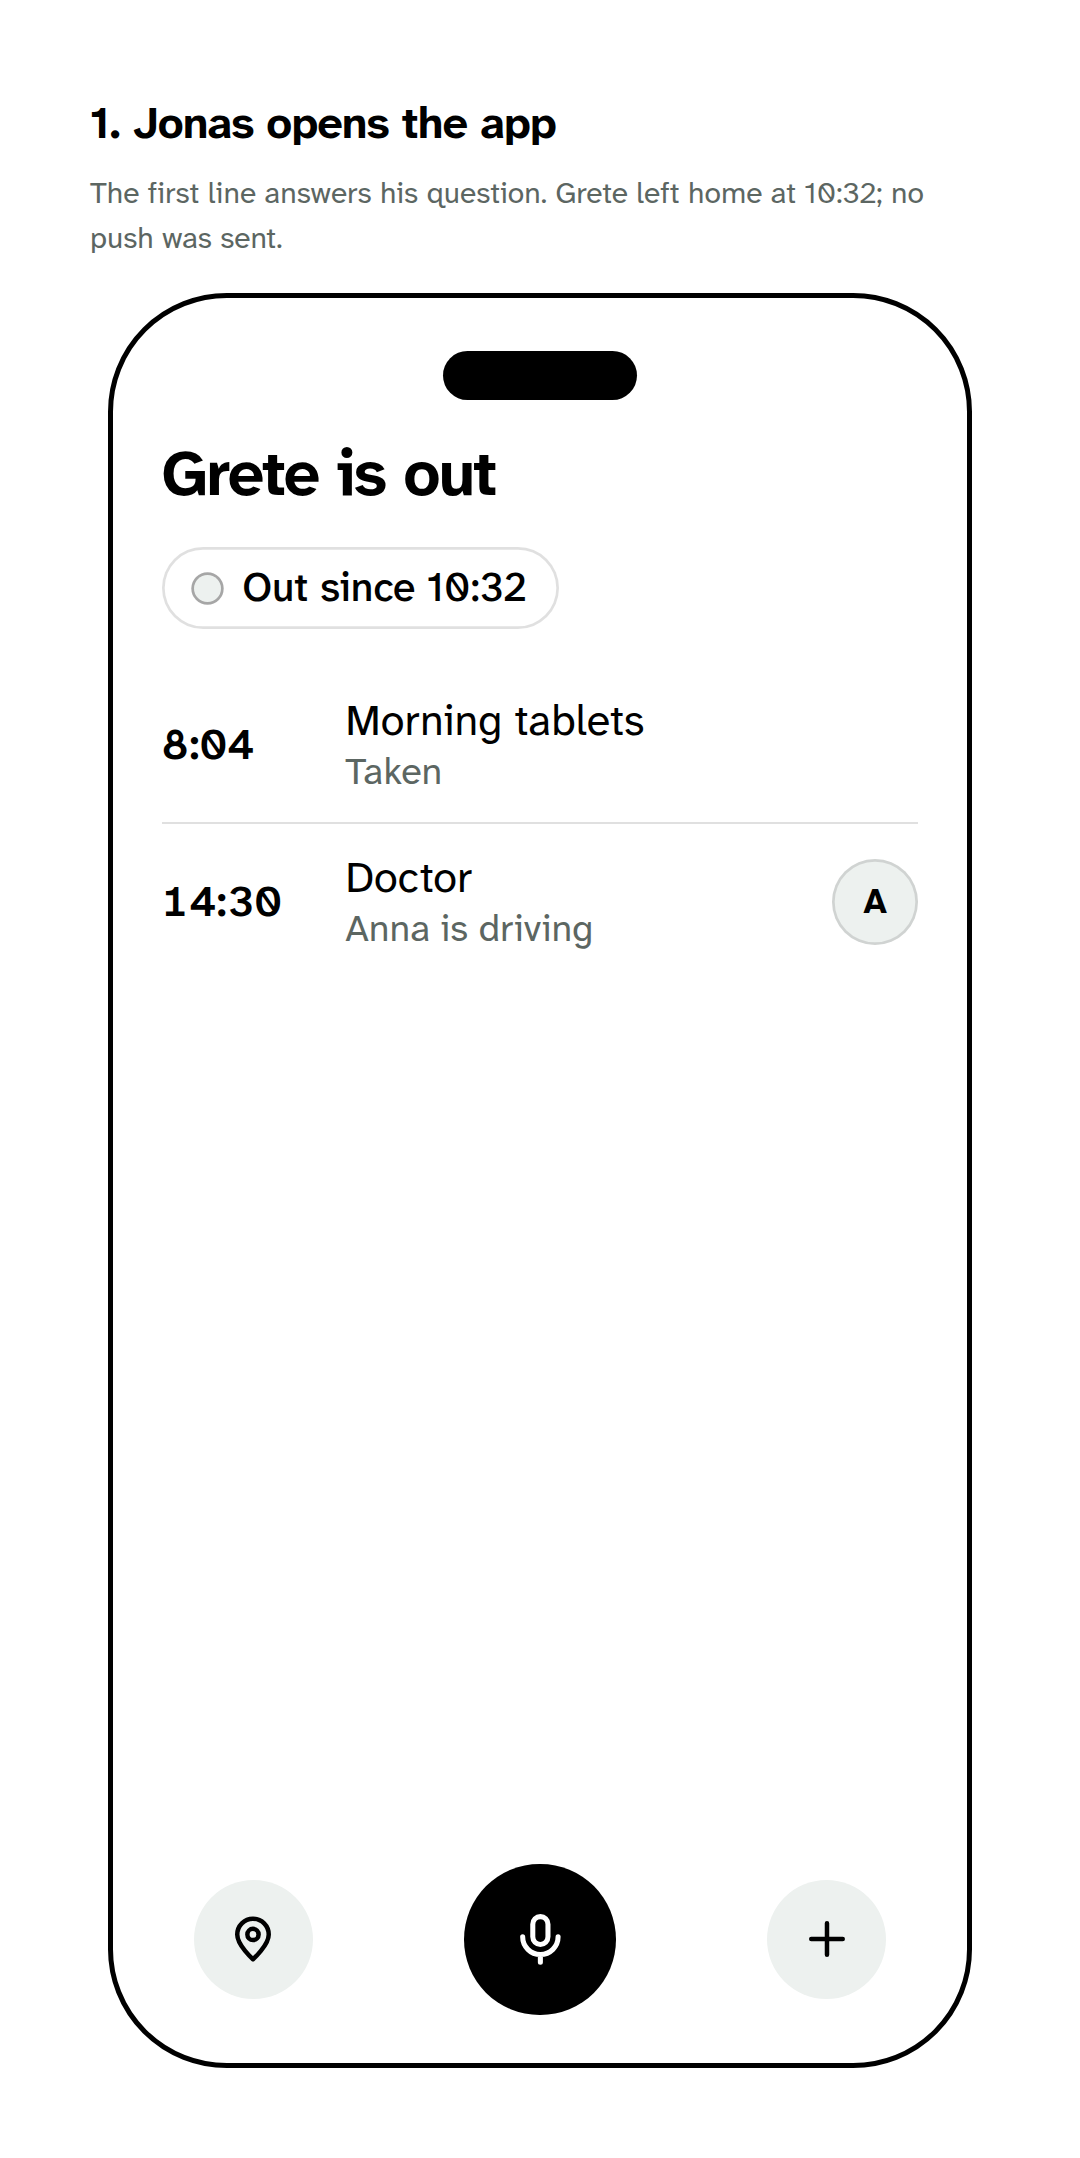 1. Jonas opens the app
The first line answers his question. Grete left home at 10:32; no
push was sent.
Grete is out
Out since 10:32
8:04
Morning tablets
Taken
14:30
Doctor
Anna is driving
A